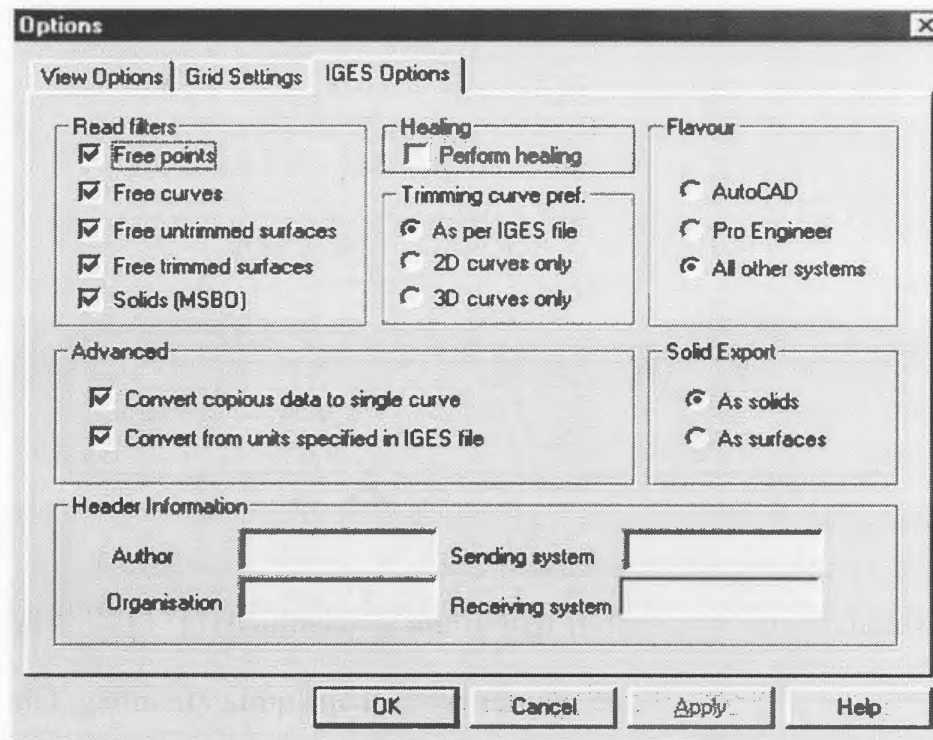 Options
View Options Grid Settings IGES Options
Read filters
Free points
Free curves
Free untrimmed surfaces
Free trimmed surfaces
Solids (MSBO)
Healing
Perform healing
Trimming curve pref.
As per IGES file
2D curves only
3D curves only
Flavour
AutoCAD
Pro Engineer
All other systems
Advanced
Convert copious data to single curve
Convert from units specified in IGES file
Solid Export
As solids
As surfaces
Header Information
Author
Sending system
Organisation
Receiving system
OK Cancel Apply Help